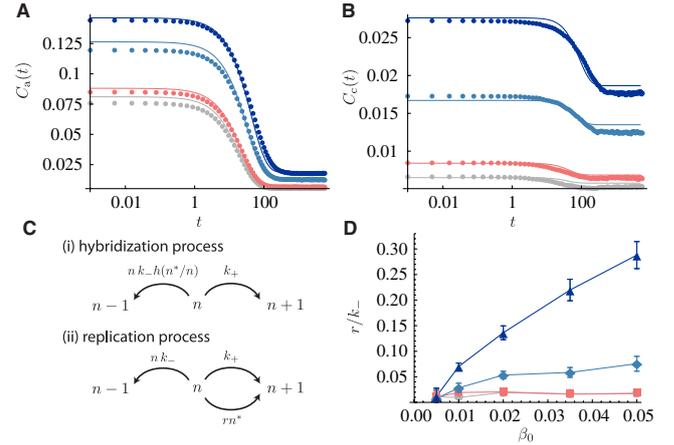 A
B
0.125
0.1
0.075
0.05
0.025
C_a(t)
0.01
1
100
t
0.025
0.02
0.015
0.01
C_c(t)
0.01
1
100
t
C
(i) hybridization process
n k_−h(n*/n)
k_+
n − 1
n
n + 1
(ii) replication process
n k_−
k_+
n − 1
n
n + 1
rn*
D
0.30
0.25
0.20
0.15
0.10
0.05
r/k_−
0.00
0.01
0.02
0.03
0.04
0.05
β_0